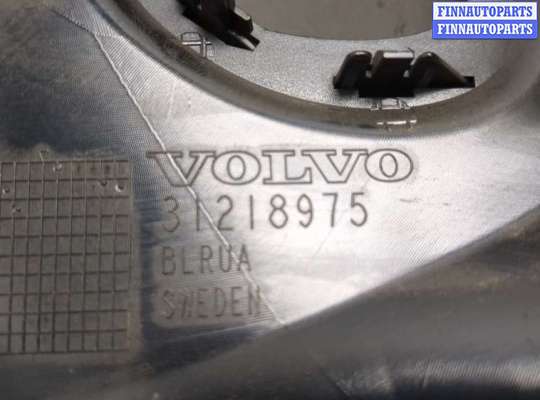 FINNAUTOPARTS
FINNAUTOPARTS
VOLVO
31218975
BLRUA
SWEDEN